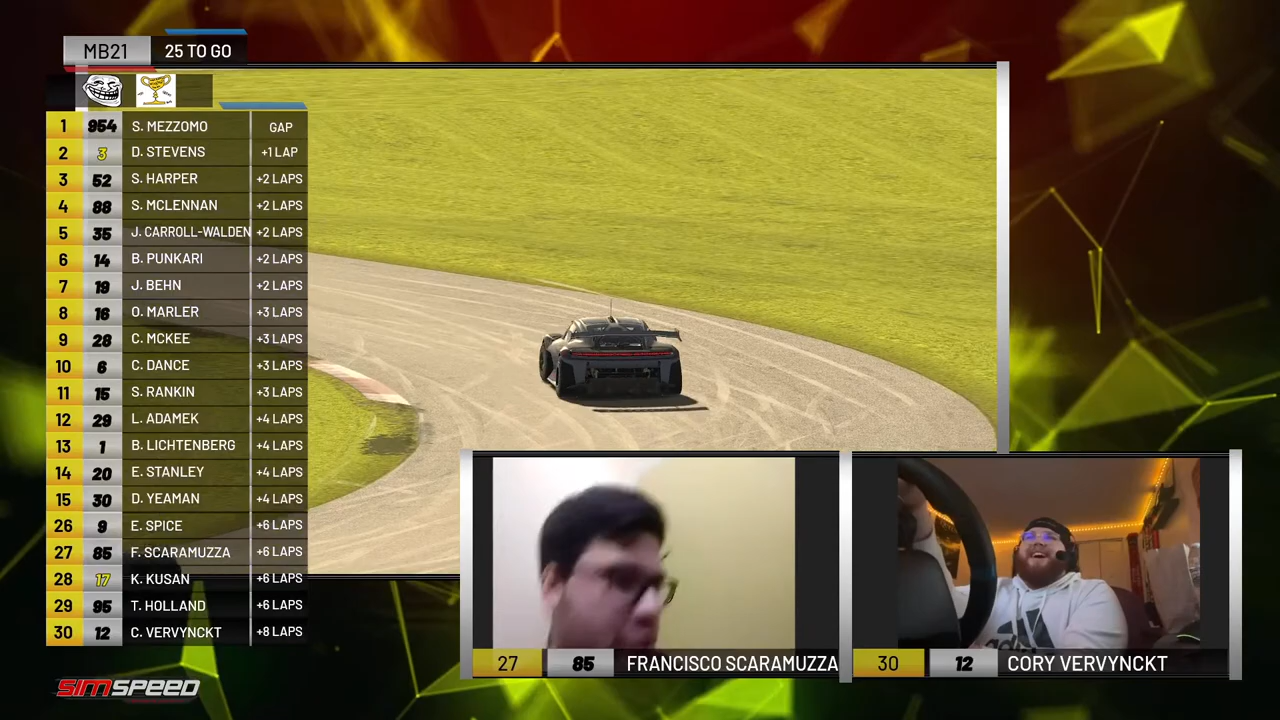 MB21 25 TO GO
1 954 S. MEZZOMO GAP
2 3 D. STEVENS +1 LAP
3 52 S. HARPER +2 LAPS
4 88 S. MCLENNAN +2 LAPS
5 35 J. CARROLL-WALDEN +2 LAPS
6 14 B. PUNKARI +2 LAPS
7 19 J. BEHN +2 LAPS
8 16 O. MARLER +3 LAPS
9 28 C. MCKEE +3 LAPS
10 6 C. DANCE +3 LAPS
11 15 S. RANKIN +3 LAPS
12 29 L. ADAMEK +4 LAPS
13 1 B. LICHTENBERG +4 LAPS
14 20 E. STANLEY +4 LAPS
15 30 D. YEAMAN +4 LAPS
26 9 E. SPICE +6 LAPS
27 85 F. SCARAMUZZA +6 LAPS
28 17 K. KUSAN +6 LAPS
29 95 T. HOLLAND +6 LAPS
30 12 C. VERVYNCKT +8 LAPS
adidas
27 85 FRANCISCO SCARAMUZZA
30 12 CORY VERVYNCKT
SIMSPEED